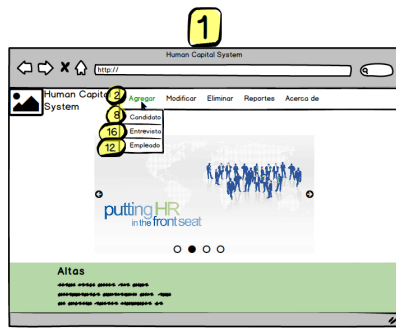 1
Human Capital System
http://
Human Capital System
2 Agregar Modificar Eliminar Reportes Acerca de
8 Candidato
16 Entrevista
12 Empleado
putting HR
in the front seat
Altas